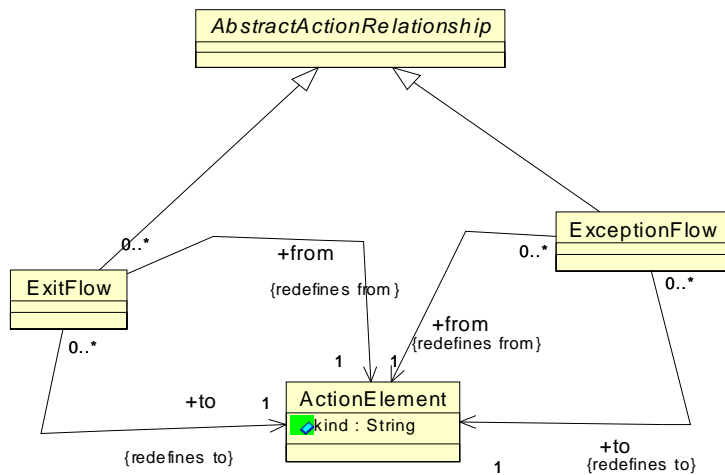 AbstractActionRelationship
ExceptionFlow
0..*
0..*
+from
0..*
ExitFlow
{redefines from}
0..*
+from
{redefines from}
1
1
ActionElement
+to
1
kind : String
+to
{redefines to}
{redefines to}
1